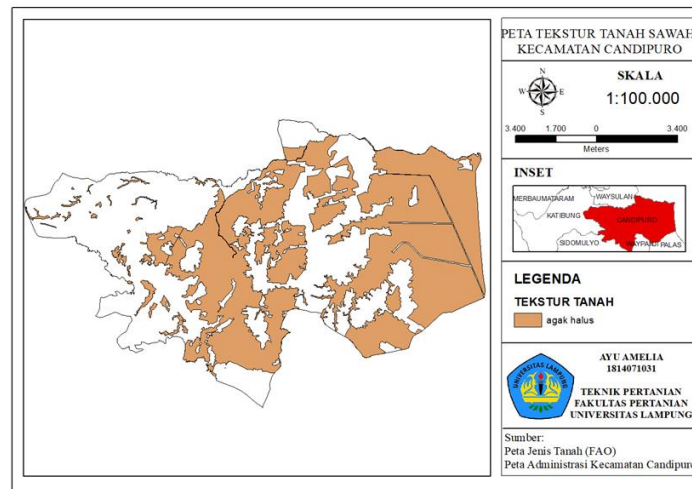 PETA TEKSTUR TANAH SAWAH
KECAMATAN CANDIPURO
N
W E
S
SKALA
1:100.000
3.400 1.700 0 3.400
Meters
INSET
MERBAUMATARAM
WAYSULAN
KATIBUNG
CANDIPURO
SIDOMULYO
WAYPANJI
PALAS
LEGENDA
TEKSTUR TANAH
agak halus
UNIVERSITAS LAMPUNG
AYU AMELIA
1814071031
TEKNIK PERTANIAN
FAKULTAS PERTANIAN
UNIVERSITAS LAMPUNG
Sumber:
Peta Jenis Tanah (FAO)
Peta Administrasi Kecamatan Candipuro